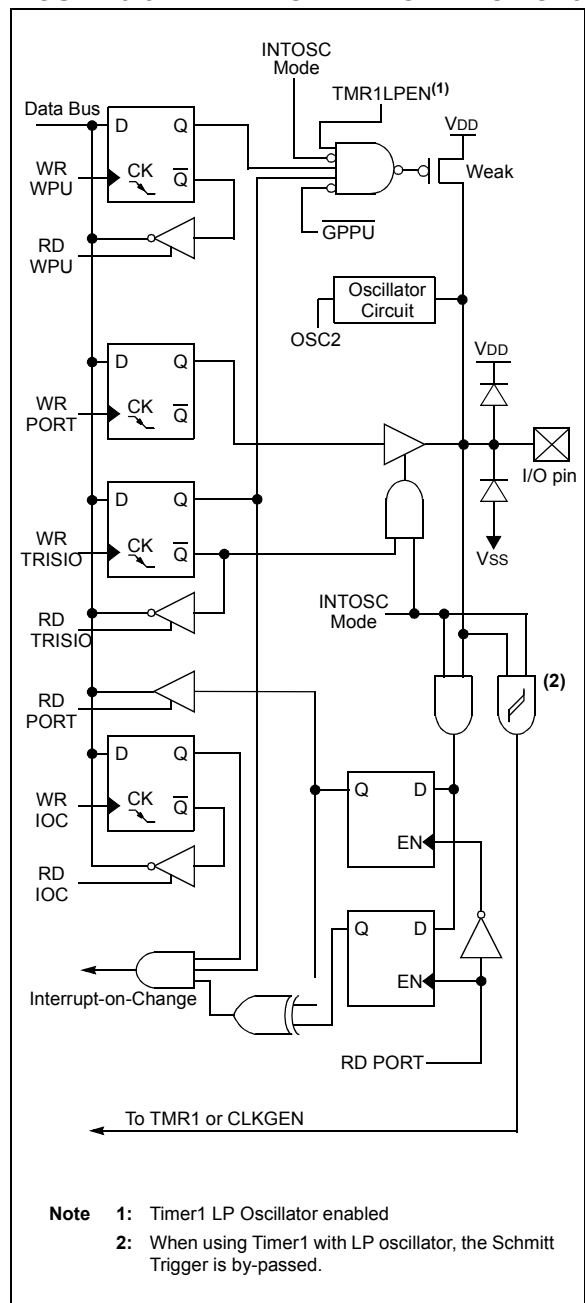 INTOSC
Mode
TMR1LPEN(1)
Data Bus
D Q
VDD
WR
WPU
CK Q
Weak
RD
WPU
GPPU
Oscillator
Circuit
OSC2
D Q
VDD
WR
PORT
CK Q
I/O pin
D Q
WR
TRISIO
CK Q
VSS
INTOSC
Mode
RD
TRISIO
(2)
RD
PORT
D Q
Q D
WR
IOC
CK Q
EN
RD
IOC
Q D
EN
Interrupt-on-Change
RD PORT
To TMR1 or CLKGEN
Note 1: Timer1 LP Oscillator enabled
2: When using Timer1 with LP oscillator, the Schmitt
Trigger is by-passed.